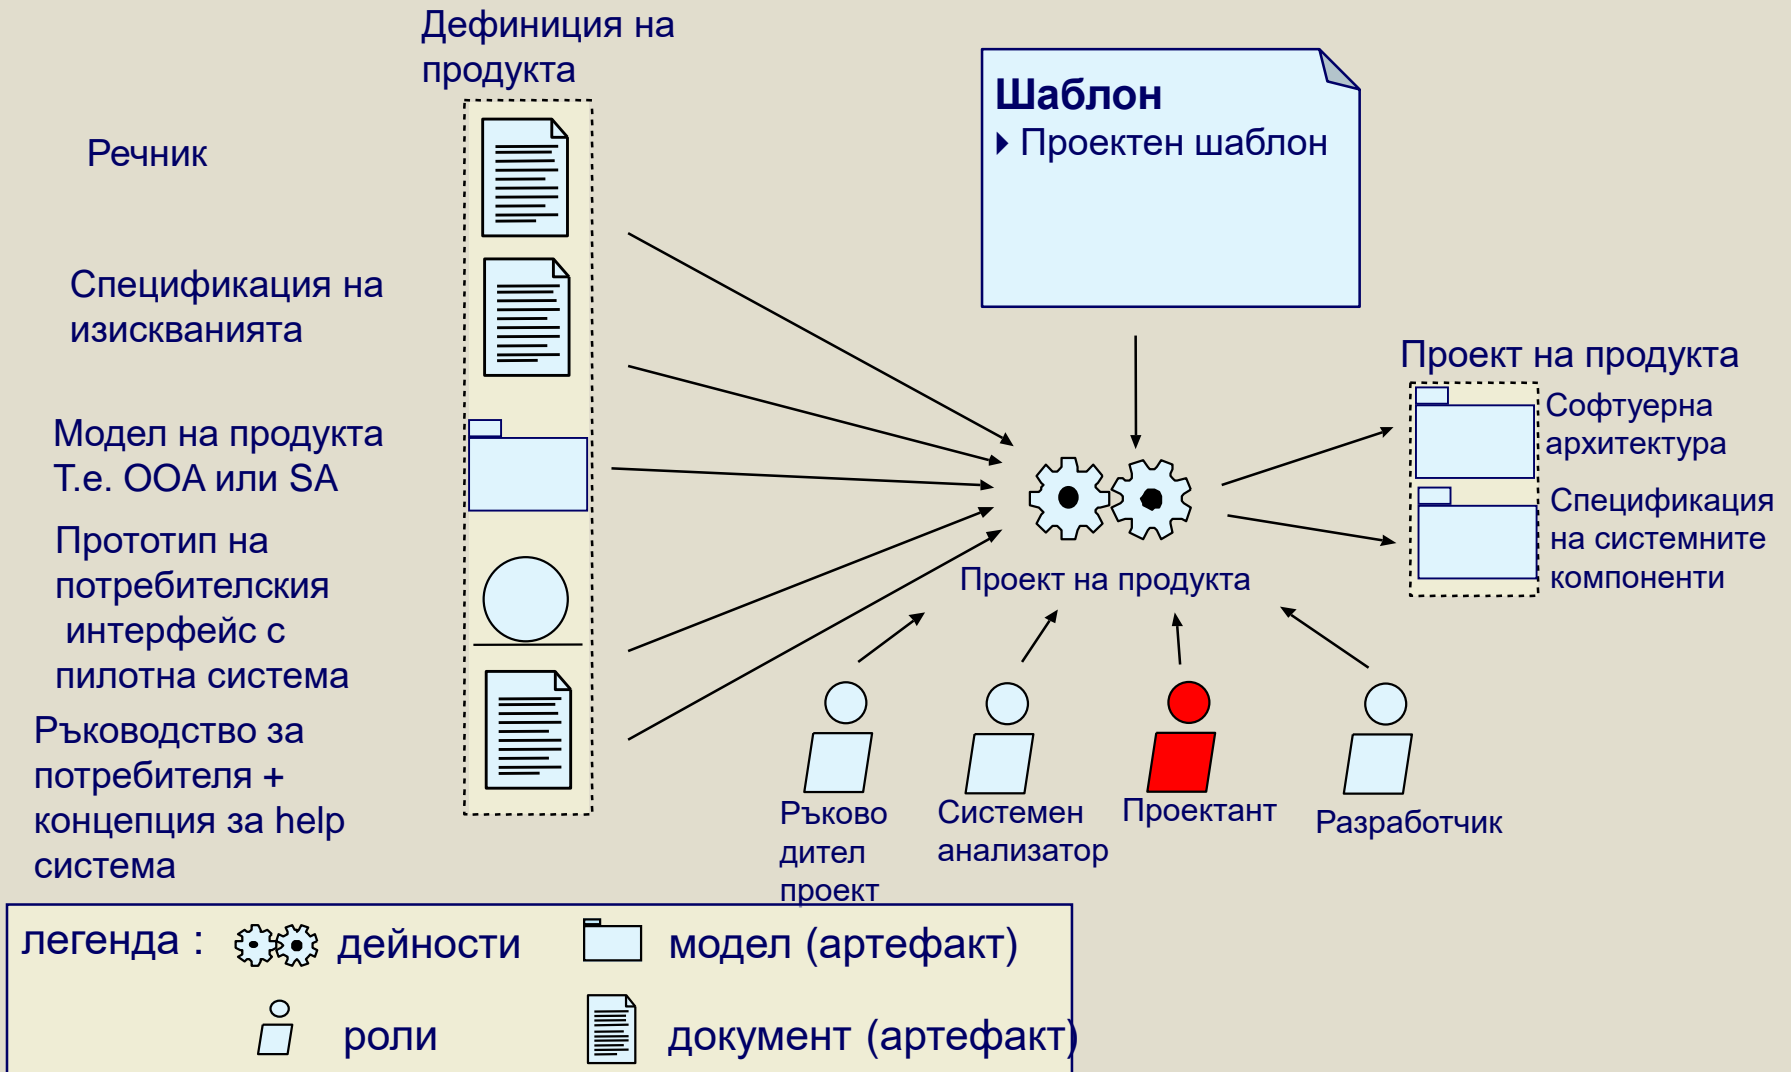 Дефиниция на
продукта
Речник
Спецификация на
изискванията
Модел на продукта
Т.е. OOA или SA
Прототип на
потребителския
интерфейс с
пилотна система
Ръководство за
потребителя +
концепция за help
система
Шаблон
Проектен шаблон
Проект на продукта
Софтуерна
архитектура
Спецификация
на системните
компоненти
Проект на продукта
Ръково
дител
проект
Системен
анализатор
Проектант
Разработчик
легенда :
дейности
модел (артефакт)
роли
документ (артефакт)